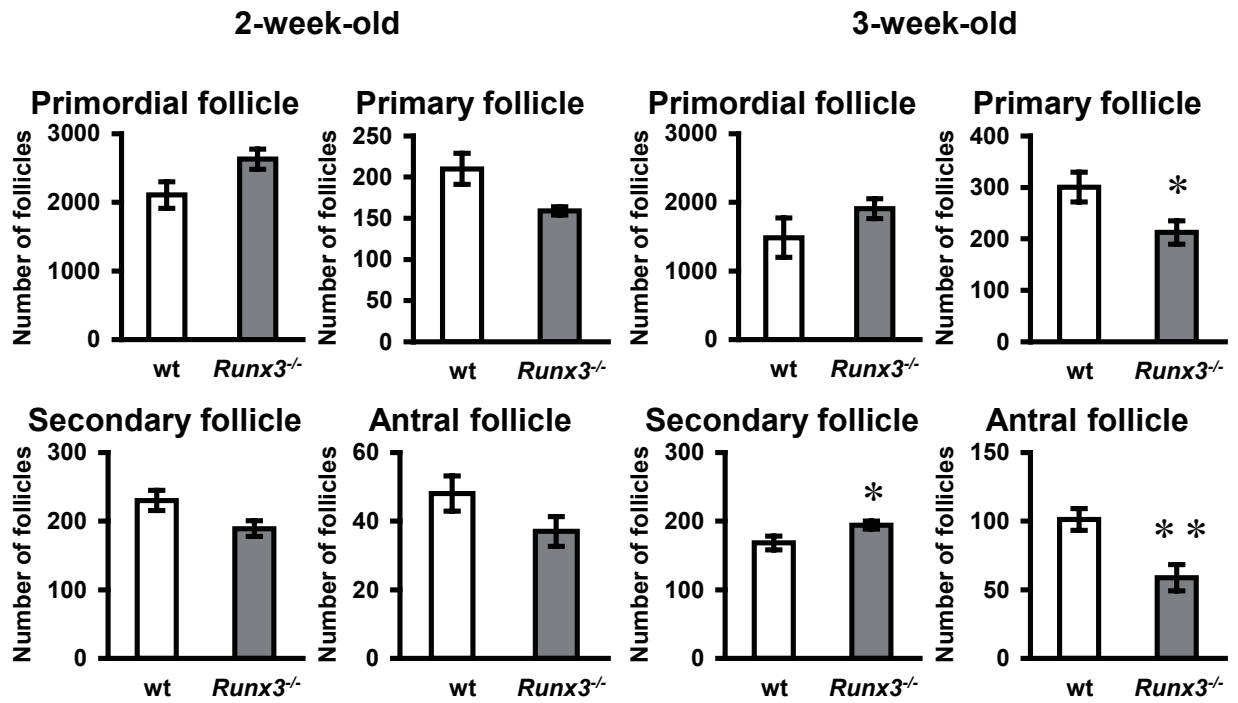 2-week-old
3-week-old
Primordial follicle
Number of follicles
3000
2000
1000
0
wt
Runx3-/-
Primary follicle
Number of follicles
250
200
150
100
50
0
wt
Runx3-/-
Primordial follicle
Number of follicles
3000
2000
1000
0
wt
Runx3-/-
Primary follicle
Number of follicles
400
300
200
100
0
*
wt
Runx3-/-
Secondary follicle
Number of follicles
300
200
100
0
wt
Runx3-/-
Antral follicle
Number of follicles
60
40
20
0
wt
Runx3-/-
Secondary follicle
Number of follicles
300
200
100
0
*
wt
Runx3-/-
Antral follicle
Number of follicles
150
100
50
0
* *
wt
Runx3-/-